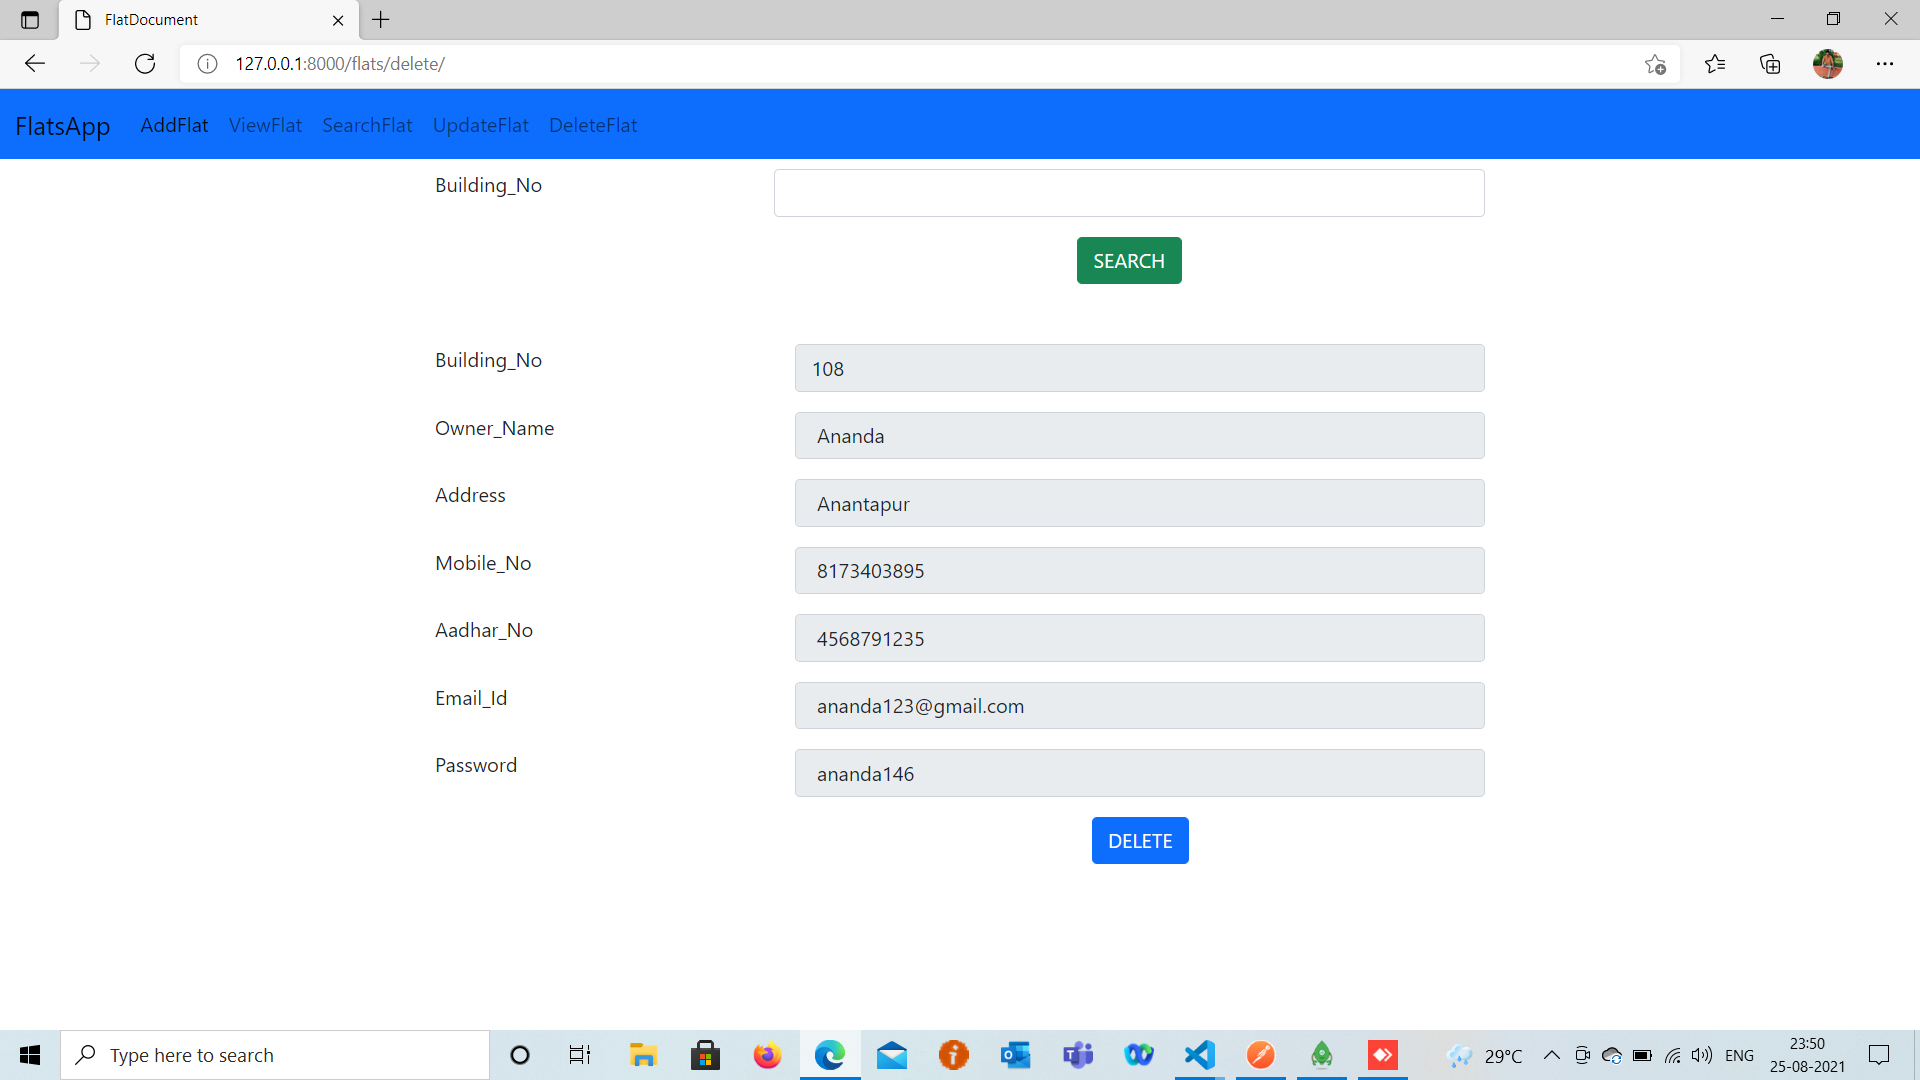 FlatDocument
127.0.0.1:8000/flats/delete/
FlatsApp AddFlat ViewFlat SearchFlat UpdateFlat DeleteFlat
Building_No
SEARCH
Building_No 108
Owner_Name Ananda
Address Anantapur
Mobile_No 8173403895
Aadhar_No 4568791235
Email_Id ananda123@gmail.com
Password ananda146
DELETE
Type here to search 29°C ENG 23:50
25-08-2021